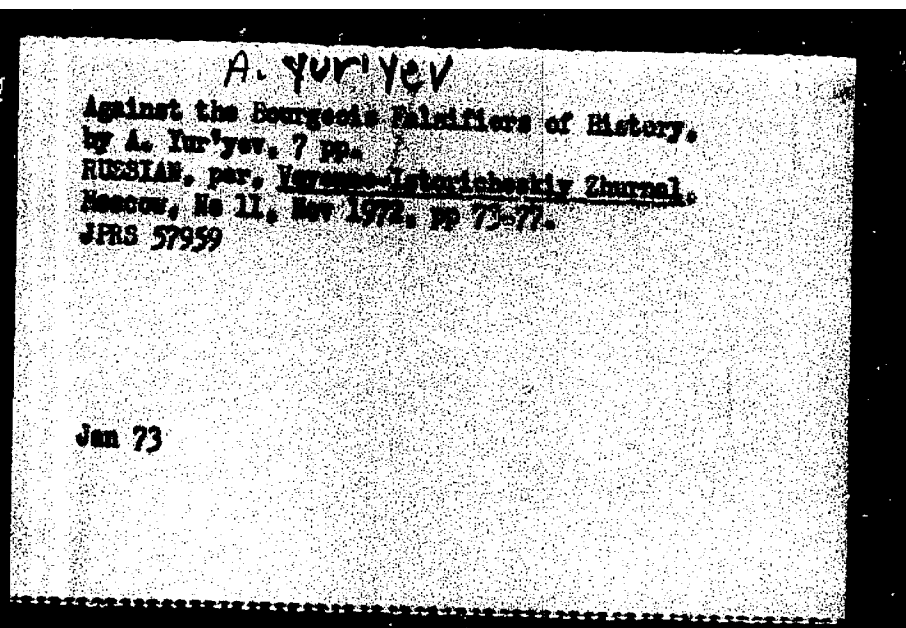 A. Yur'yev
Against the Bourgeois Falsifiers of History,
by A. Yur'yev, 7 pp.
RUSSIAN, per, Voyenno-Istoricheskiy Zhurnal,
Moscow, No 11, Nov 1972, pp 73-77.
JPRS 57959
Jan 73